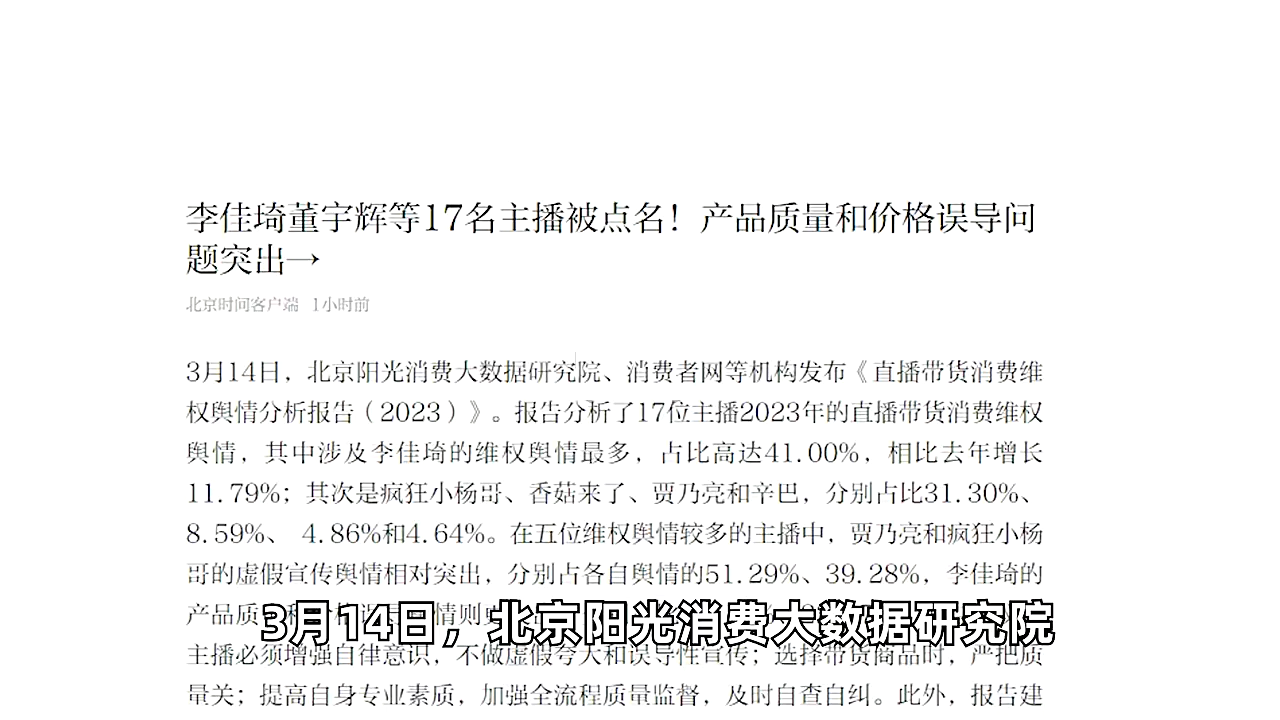 李佳琦董宇辉等17名主播被点名！产品质量和价格误导问
题突出→
北京时间客户端 1小时前
3月14日，北京阳光消费大数据研究院、消费者网等机构发布《直播带货消费维
权舆情分析报告（2023）》。报告分析了17位主播2023年的直播带货消费维权
舆情，其中涉及李佳琦的维权舆情最多，占比高达41.00%，相比去年增长
11.79%；其次是疯狂小杨哥、香菇来了、贾乃亮和辛巴，分别占比31.30%、
8.59%、 4.86%和4.64%。在五位维权舆情较多的主播中，贾乃亮和疯狂小杨
哥的虚假宣传舆情相对突出，分别占各自舆情的51.29%、39.28%，李佳琦的
产品质
3月14日，北京阳光消费大数据研究院
主播必须增强自律意识，不做虚假夸大和误导性宣传；选择带货商品时，严把质
量关；提高自身专业素质，加强全流程质量监督，及时自查自纠。此外，报告建